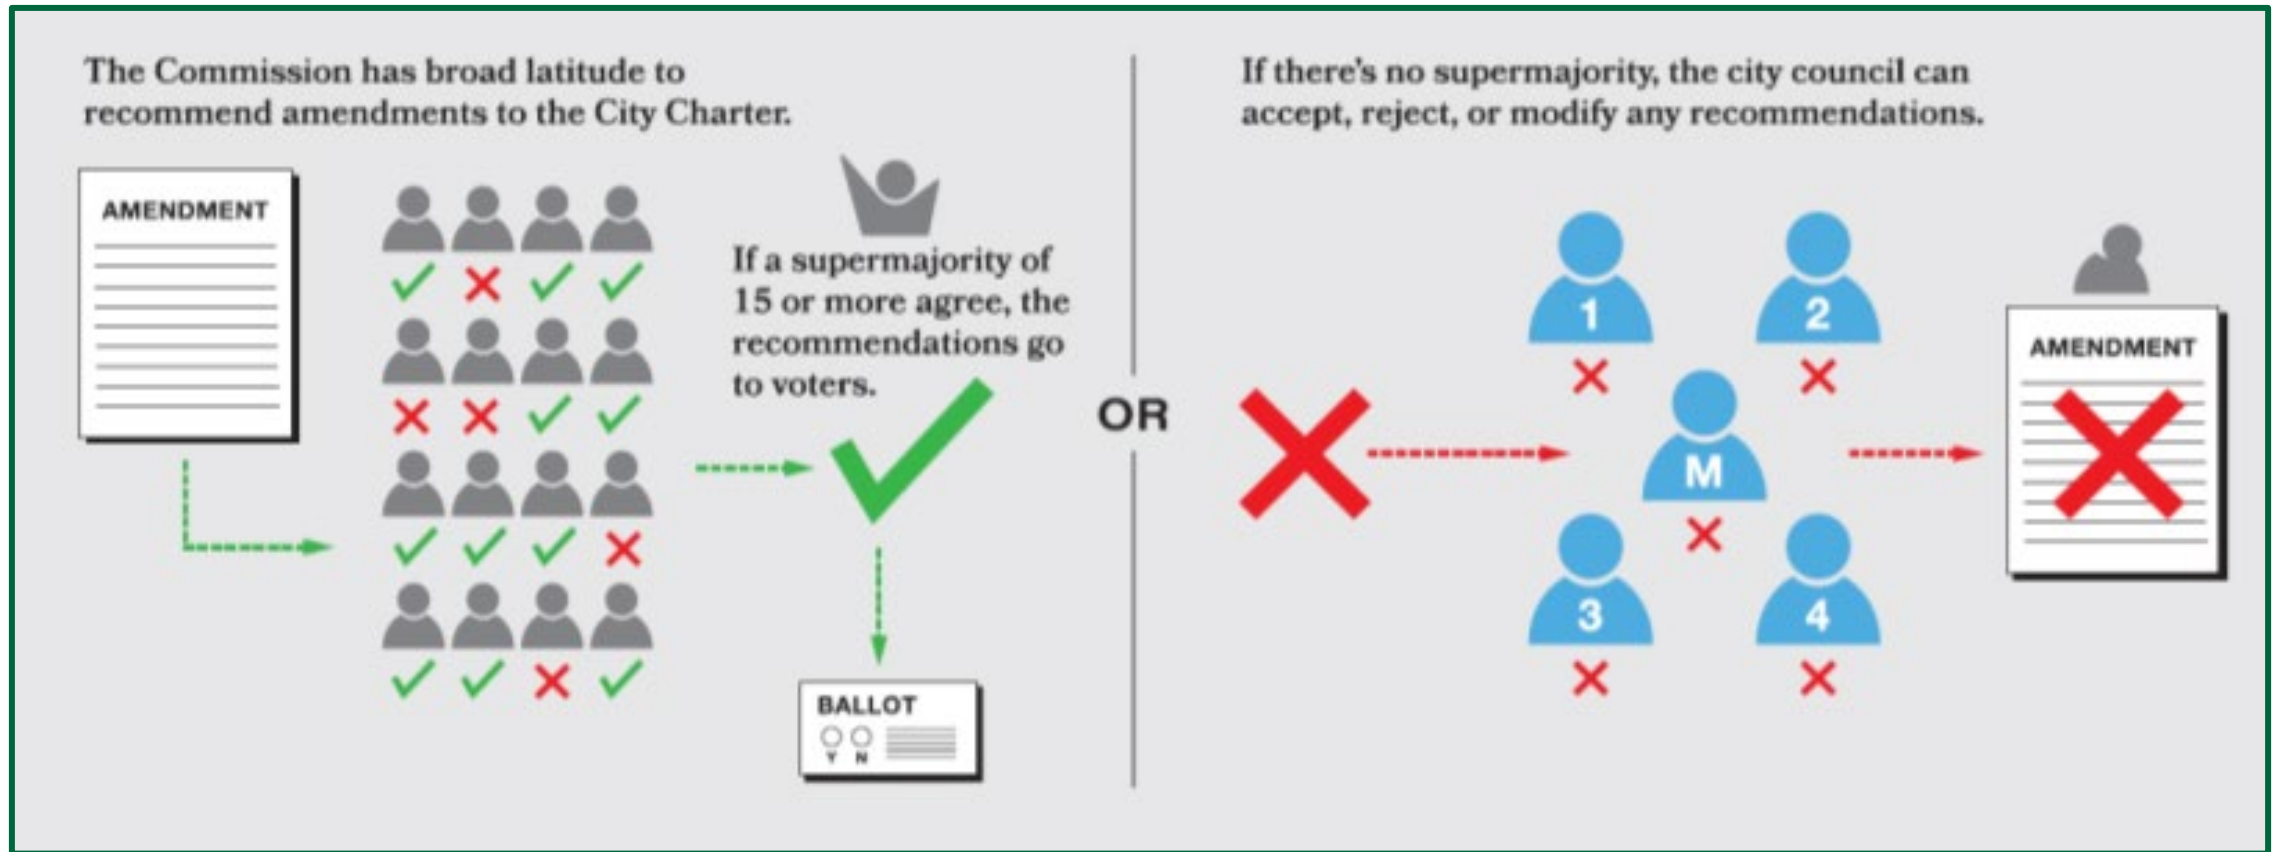 The Commission has broad latitude to
recommend amendments to the City Charter.
AMENDMENT
If a supermajority of
15 or more agree, the
recommendations go
to voters.
BALLOT
Y N
OR
If there's no supermajority, the city council can
accept, reject, or modify any recommendations.
1
2
M
3
4
AMENDMENT